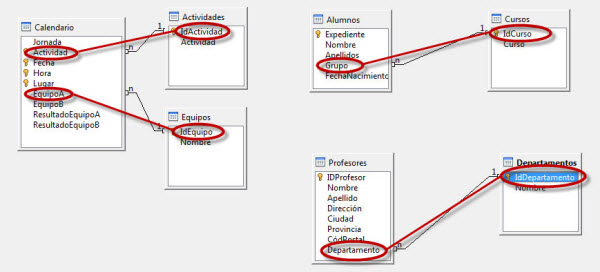 Calendario
Jornada
Actividad
Fecha
Hora
Lugar
EquipoA
EquipoB
ResultadoEquipoA
ResultadoEquipoB
n
n
1
Actividades
IdActividad
Actividad
1
Equipos
IdEquipo
Nombre
Alumnos
Expediente
Nombre
Apellidos
Grupo
FechaNacimiento
n
1
Cursos
IdCurso
Curso
Profesores
IDProfesor
Nombre
Apellido
Dirección
Ciudad
Provincia
CódPostal
Departamento
n
1
Departamentos
IdDepartamento
Nombre